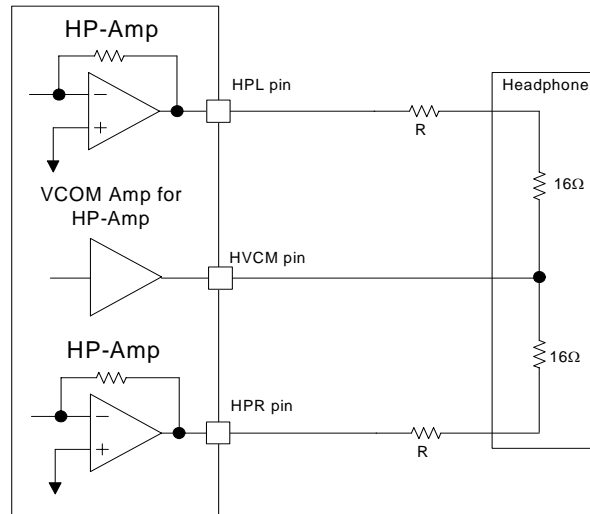 HP-Amp
−
+
HPL pin
R
Headphone
16Ω
VCOM Amp for
HP-Amp
HVCM pin
HP-Amp
−
+
HPR pin
R
16Ω